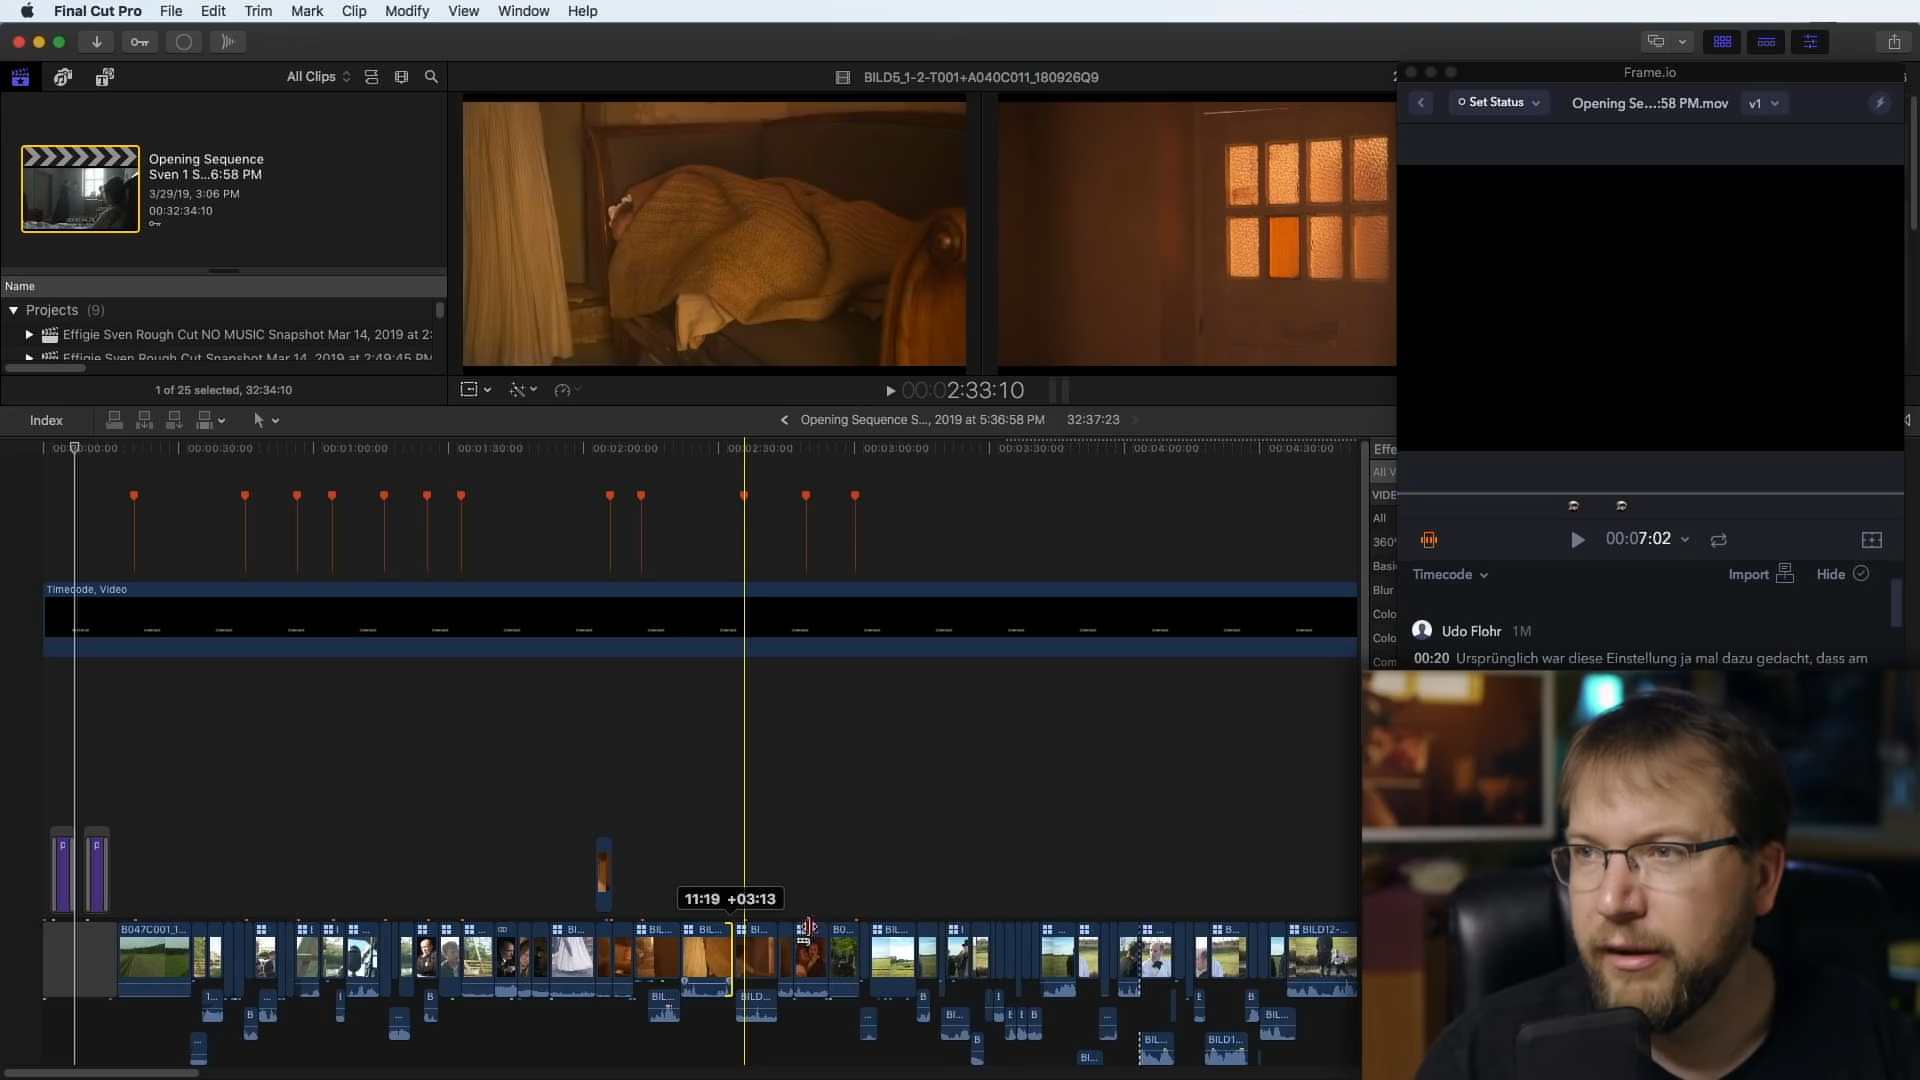 Final Cut Pro File Edit Trim Mark Clip Modify View Window Help
All Clips
BILD5_1-2-T001+A040C011_180926Q9
Frame.io
Set Status
Opening Se...:58 PM.mov
v1
Opening Sequence
Sven 1 S...6:58 PM
3/29/19, 3:06 PM
00:32:34:10
Name
Projects (9)
Effigie Sven Rough Cut NO MUSIC Snapshot Mar 14, 2019 at 2:
Effigie Sven Rough Cut Snapshot Mar 14, 2019 at 2:49:45 PM
1 of 25 selected, 32:34:10
00:02:33:10
Index
Opening Sequence S..., 2019 at 5:36:58 PM
32:37:23
00:00:30:00
00:01:00:00
00:01:30:00
00:02:00:00
00:02:30:00
00:03:00:00
00:03:30:00
00:04:00:00
00:04:30:00
Effe
All V
VIDE
All
360°
Basi
Blur
Colo
Colo
Com
00:07:02
Timecode
Import
Hide
Udo Flohr 1M
00:20 Ursprünglich war diese Einstellung ja mal dazu gedacht, dass am
Timecode, Video
p
p
11:19 +03:13
B047C001_1...
BI...
BIL...
BIL...
BI...
B0...
BIL...
B...
BILD12-...
1...
B
B
BIL...
BILD...
B
BI...
B
B
BIL...
B
BI...
BIL...
BILD1...